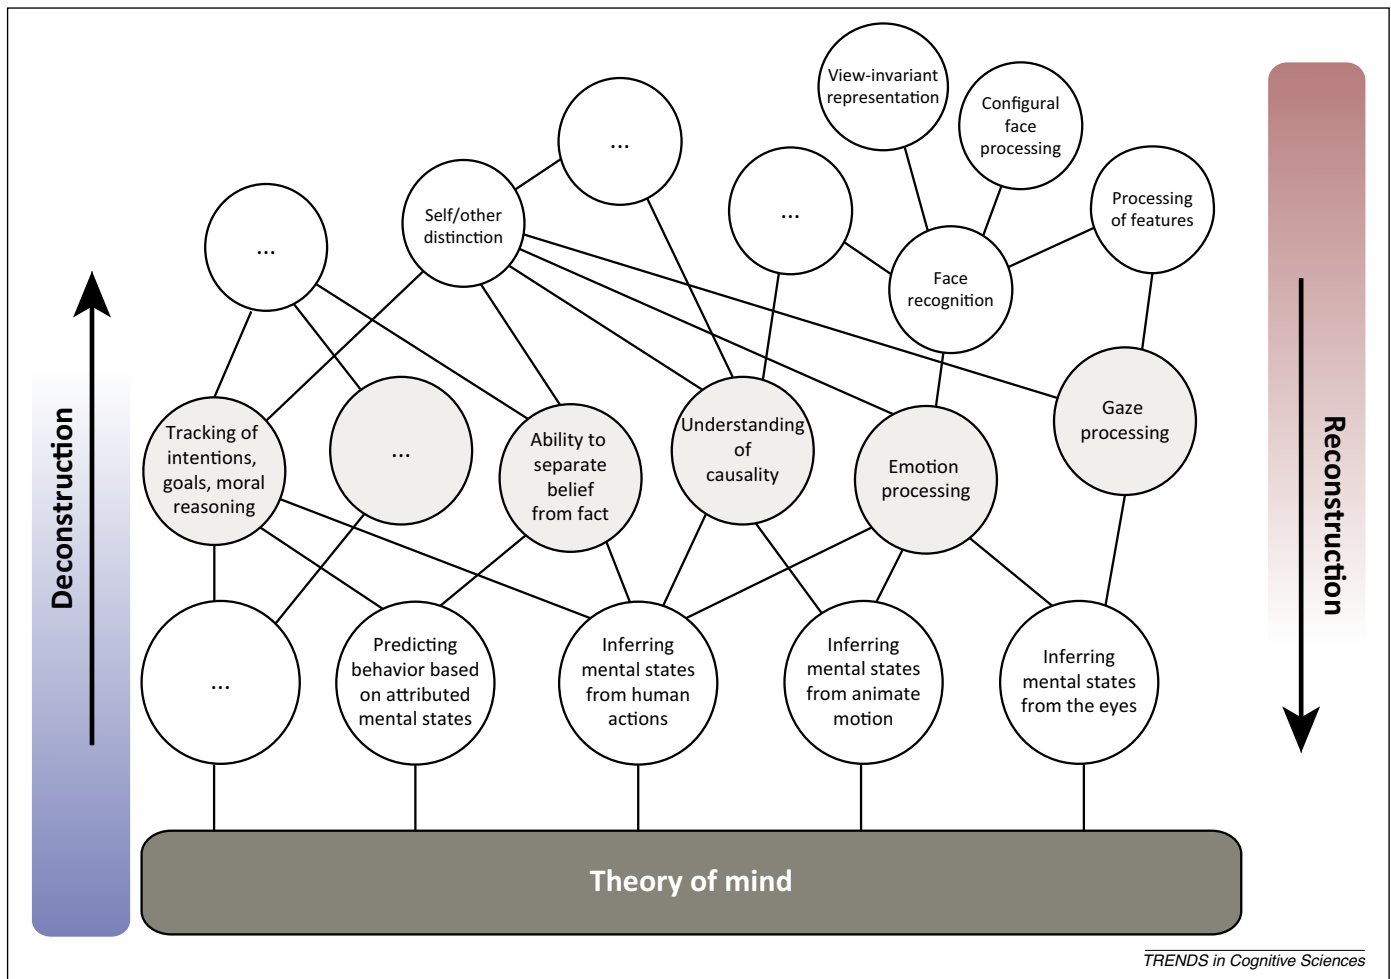 View-invariant
representation
Configural
face
processing
...
Processing
of features
...
Self/other
distinction
...
Face
recognition
Gaze
processing
Tracking of
intentions,
goals, moral
reasoning
...
Ability to
separate
belief
from fact
Understanding
of
causality
Emotion
processing
Deconstruction
Reconstruction
...
Predicting
behavior based
on attributed
mental states
Inferring
mental states
from human
actions
Inferring
mental states
from animate
motion
Inferring
mental states
from the eyes
Theory of mind
TRENDS in Cognitive Sciences